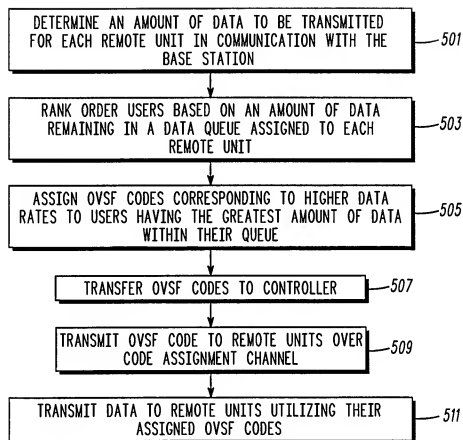 DETERMINE AN AMOUNT OF DATA TO BE TRANSMITTED
FOR EACH REMOTE UNIT IN COMMUNICATION WITH THE
BASE STATION
501
RANK ORDER USERS BASED ON AN AMOUNT OF DATA
REMAINING IN A DATA QUEUE ASSIGNED TO EACH
REMOTE UNIT
503
ASSIGN OVSF CODES CORRESPONDING TO HIGHER DATA
RATES TO USERS HAVING THE GREATEST AMOUNT OF DATA
WITHIN THEIR QUEUE
505
TRANSFER OVSF CODES TO CONTROLLER
507
TRANSMIT OVSF CODE TO REMOTE UNITS OVER
CODE ASSIGNMENT CHANNEL
509
TRANSMIT DATA TO REMOTE UNITS UTILIZING THEIR
ASSIGNED OVSF CODES
511